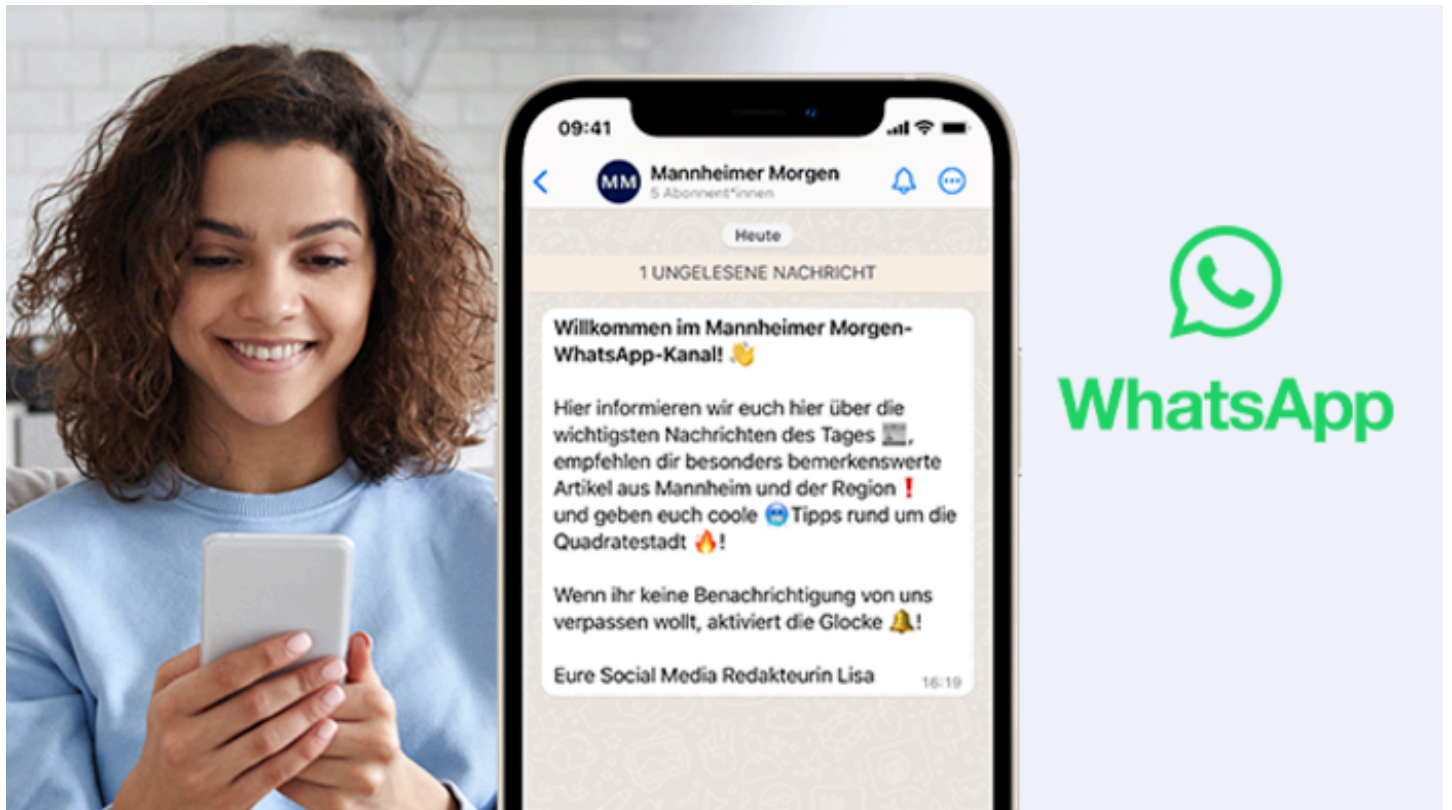 09:41
MM
Mannheimer Morgen
5 Abonnent*innen
Heute
1 UNGELESENE NACHRICHT
Willkommen im Mannheimer Morgen-
WhatsApp-Kanal! 👋
Hier informieren wir euch hier über die
wichtigsten Nachrichten des Tages 📰,
empfehlen dir besonders bemerkenswerte
Artikel aus Mannheim und der Region ❗
und geben euch coole 🥶 Tipps rund um die
Quadratestadt 🔥!
Wenn ihr keine Benachrichtigung von uns
verpassen wollt, aktiviert die Glocke 🔔!
Eure Social Media Redakteurin Lisa
16:19
WhatsApp